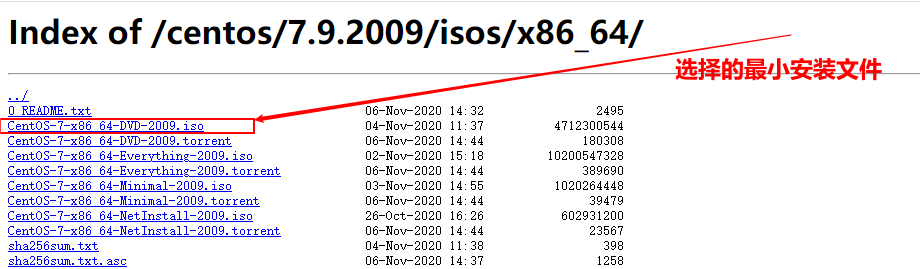 Index of /centos/7.9.2009/isos/x86_64/
选择的最小安装文件
../
0_README.txt 06-Nov-2020 14:32 2495
CentOS-7-x86_64-DVD-2009.iso 04-Nov-2020 11:37 4712300544
CentOS-7-x86_64-DVD-2009.torrent 06-Nov-2020 14:44 180308
CentOS-7-x86_64-Everything-2009.iso 02-Nov-2020 15:18 10200547328
CentOS-7-x86_64-Everything-2009.torrent 06-Nov-2020 14:44 389690
CentOS-7-x86_64-Minimal-2009.iso 03-Nov-2020 14:55 1020264448
CentOS-7-x86_64-Minimal-2009.torrent 06-Nov-2020 14:44 39479
CentOS-7-x86_64-NetInstall-2009.iso 26-Oct-2020 16:26 602931200
CentOS-7-x86_64-NetInstall-2009.torrent 06-Nov-2020 14:44 23567
sha256sum.txt 04-Nov-2020 11:38 398
sha256sum.txt.asc 06-Nov-2020 14:37 1258